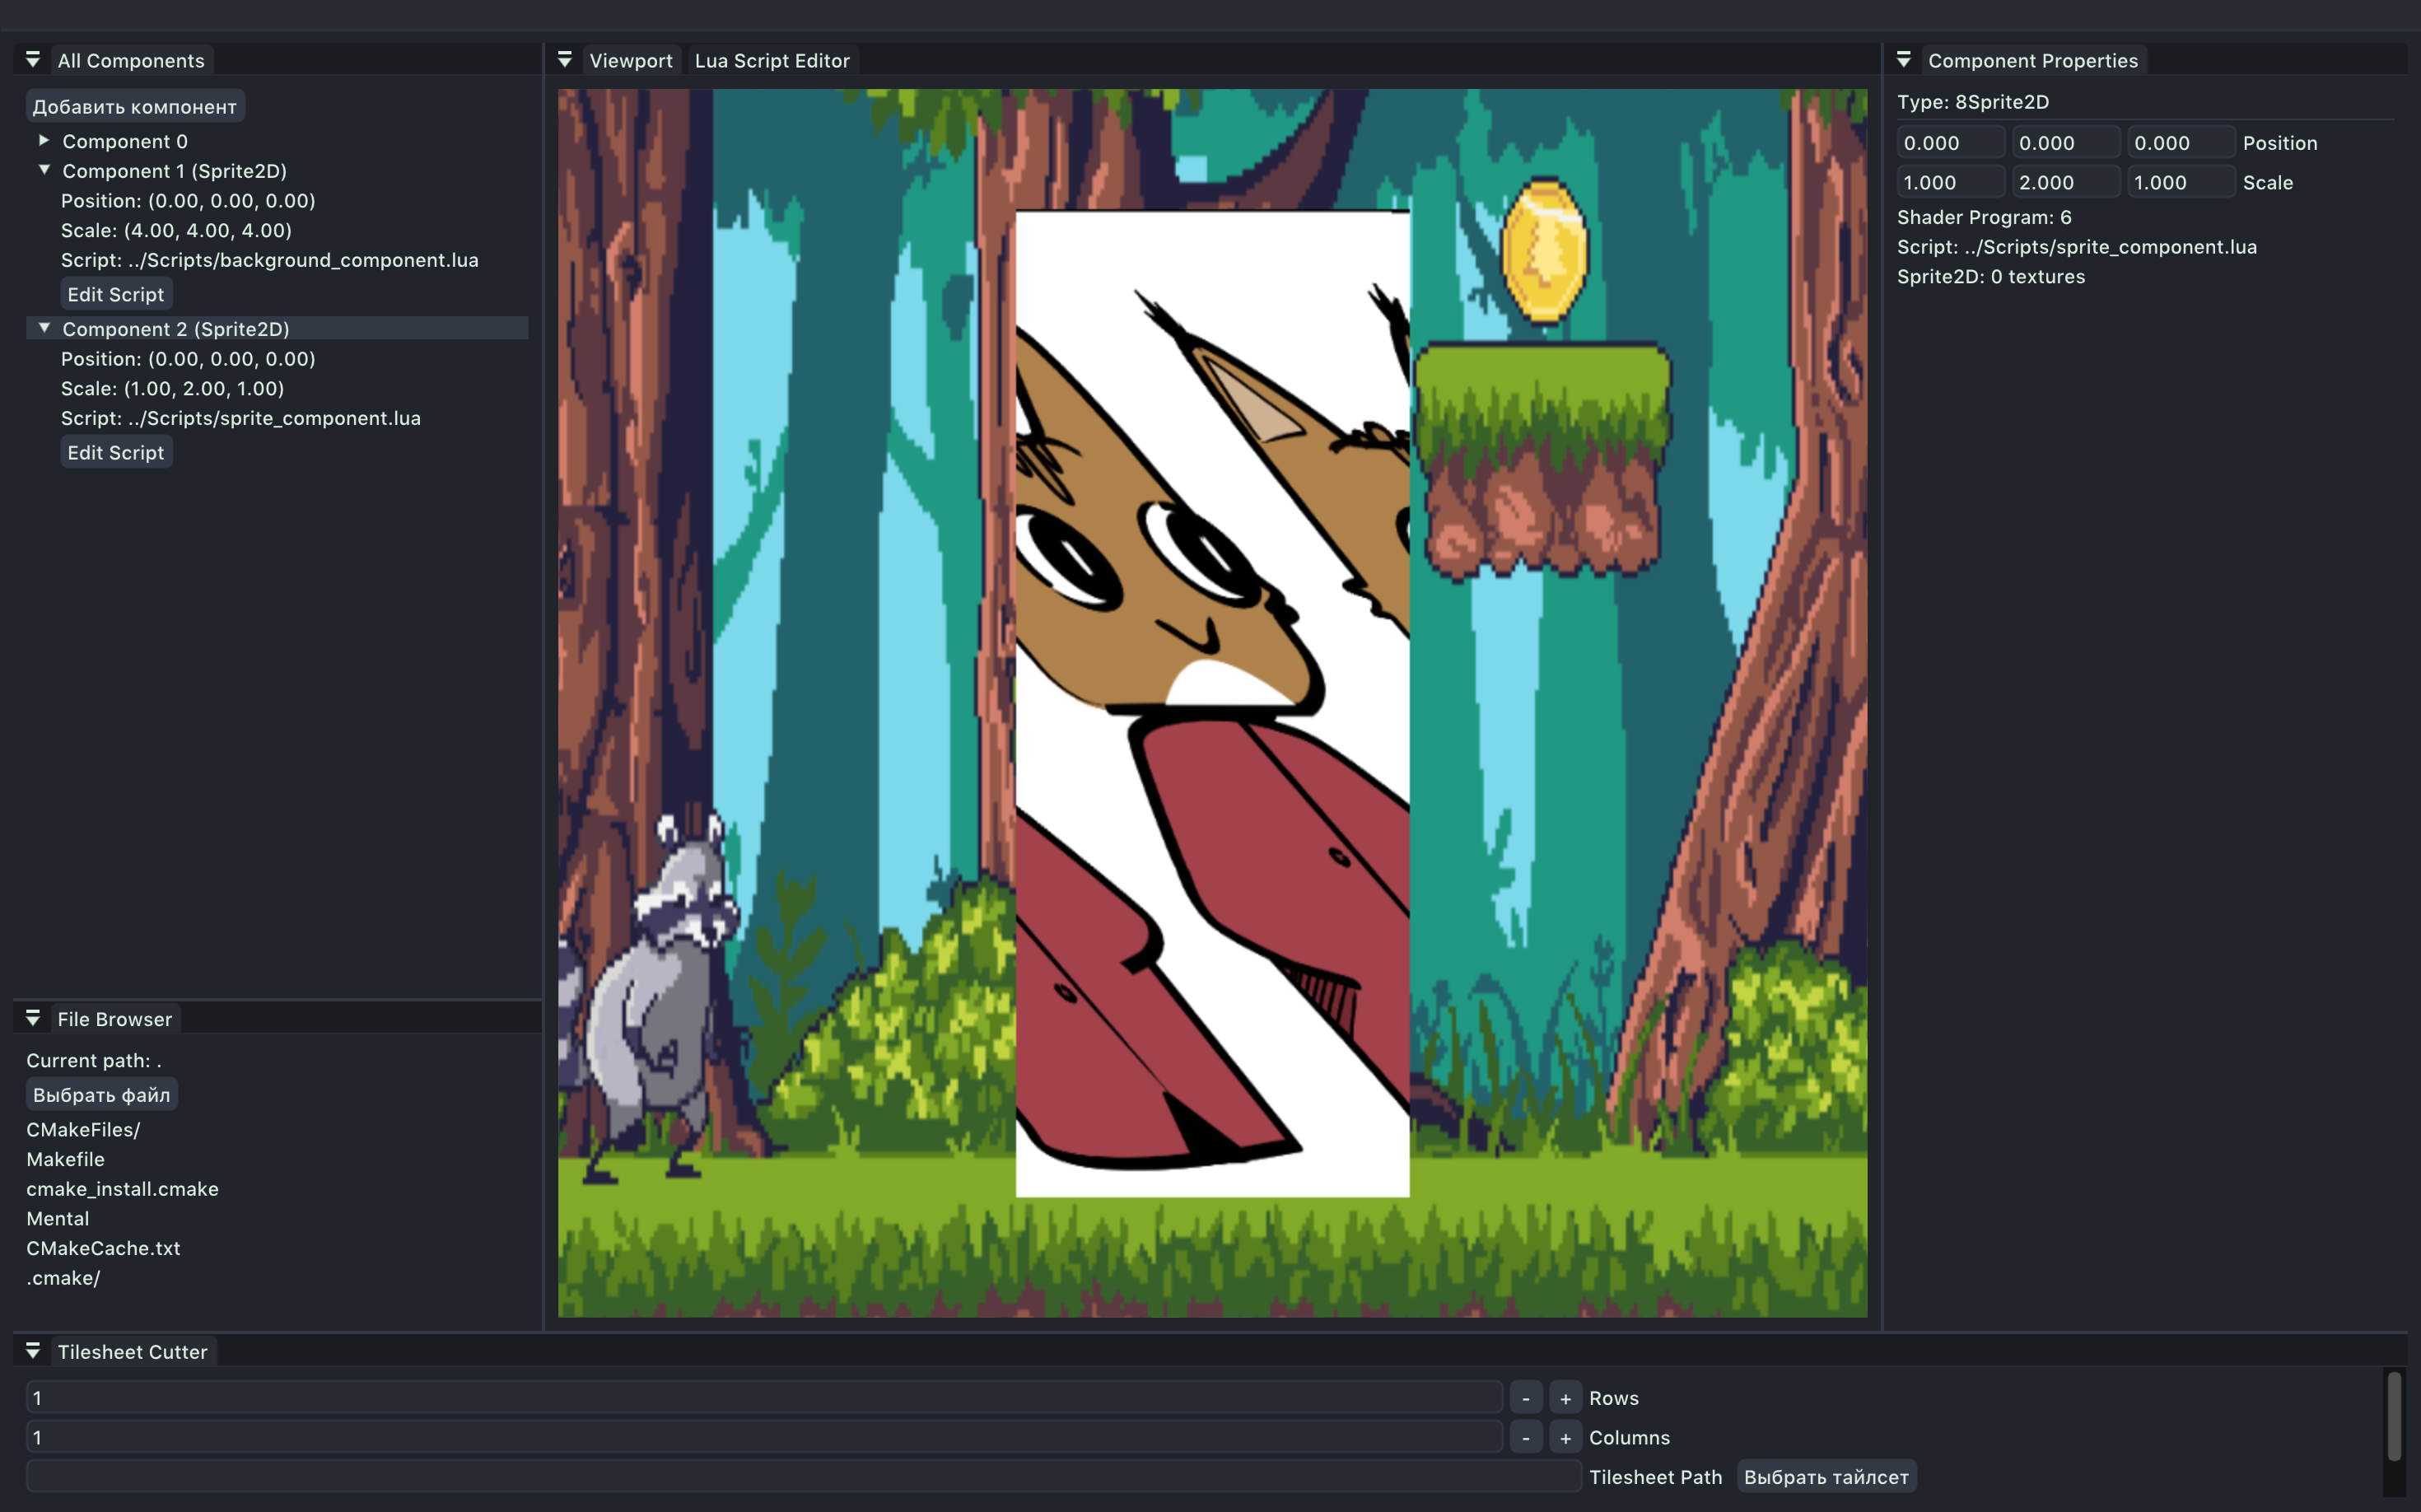 All Components
Добавить компонент
Component 0
Component 1 (Sprite2D)
Position: (0.00, 0.00, 0.00)
Scale: (4.00, 4.00, 4.00)
Script: ../Scripts/background_component.lua
Edit Script
Component 2 (Sprite2D)
Position: (0.00, 0.00, 0.00)
Scale: (1.00, 2.00, 1.00)
Script: ../Scripts/sprite_component.lua
Edit Script
File Browser
Current path: .
Выбрать файл
CMakeFiles/
Makefile
cmake_install.cmake
Mental
CMakeCache.txt
.cmake/
Viewport Lua Script Editor
Component Properties
Type: 8Sprite2D
0.000 0.000 0.000 Position
1.000 2.000 1.000 Scale
Shader Program: 6
Script: ../Scripts/sprite_component.lua
Sprite2D: 0 textures
Tilesheet Cutter
1 - + Rows
1 - + Columns
Tilesheet Path Выбрать тайлсет